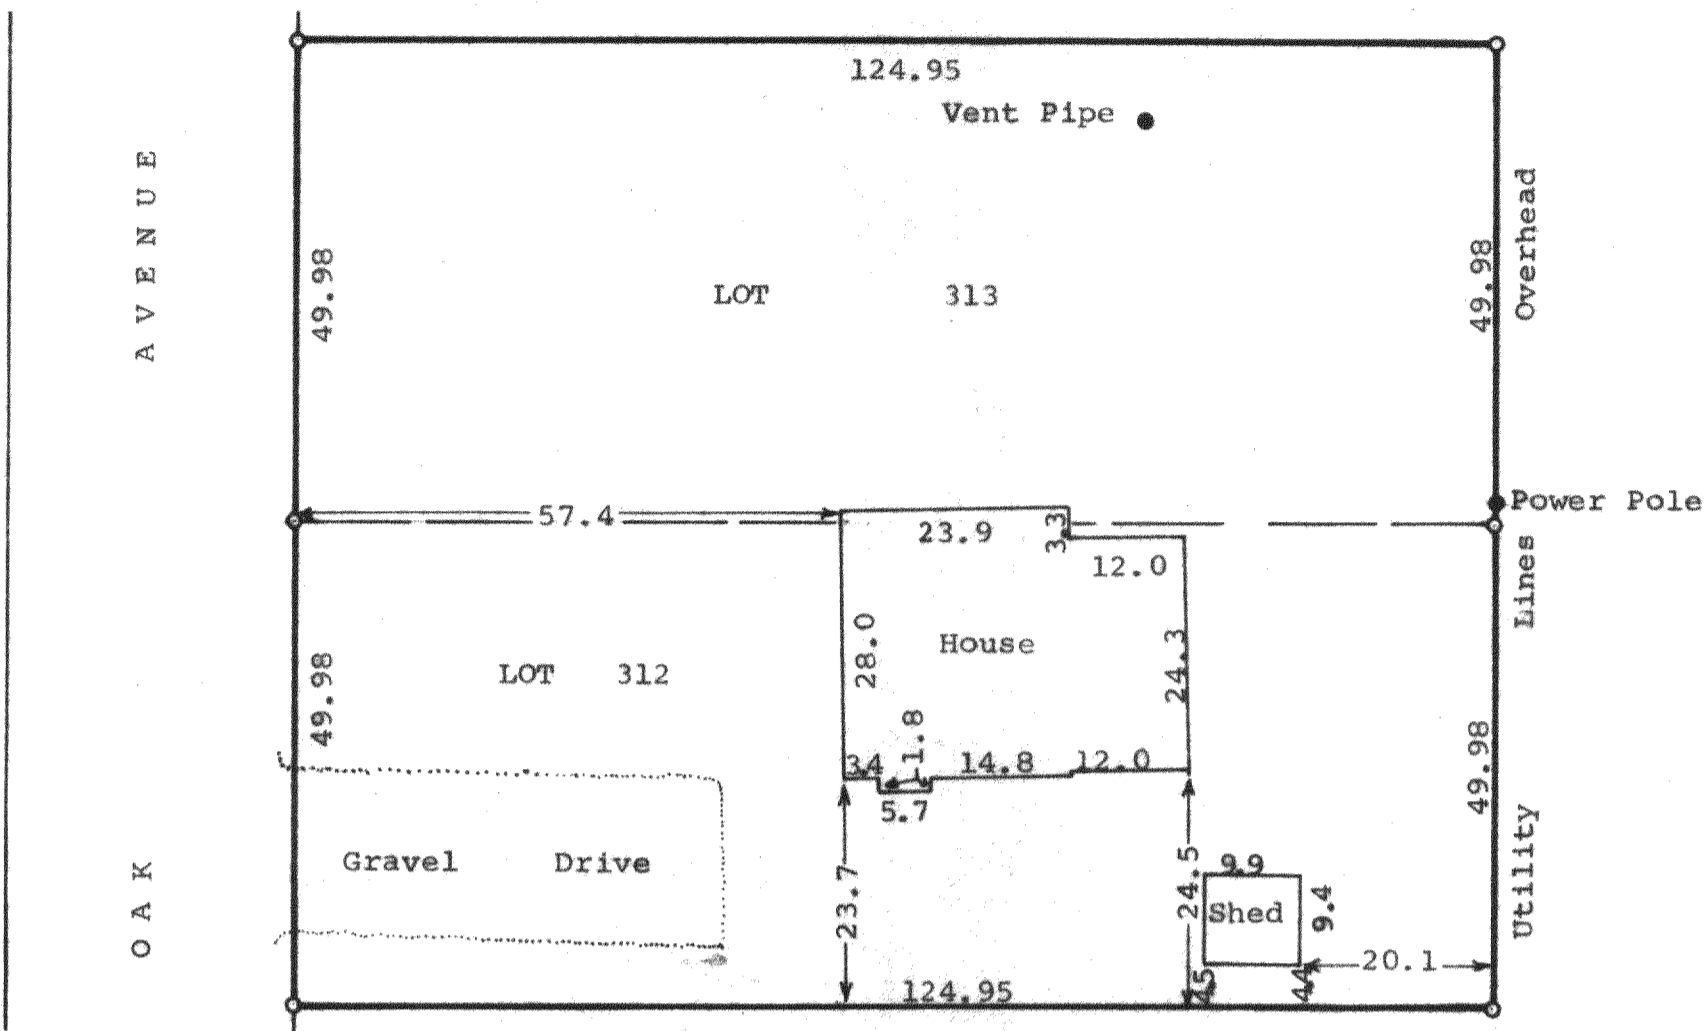 124.95
Vent Pipe
AVENUE
49.98
LOT 313
49.98
Overhead
57.4
23.9
3.3
12.0
Power Pole
Lines
28.0
House
24.3
LOT 312
49.98
49.98
3.4
1.8
14.8
12.0
5.7
Gravel Drive
OAK
23.7
24.5
9.9
Shed
9.4
Utility
20.1
4.5
4.4
124.95